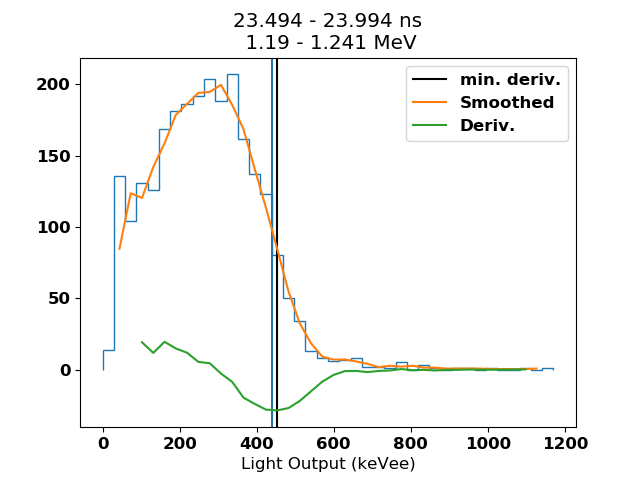 23.494 - 23.994 ns
1.19 - 1.241 MeV
min. deriv.
Smoothed
Deriv.
200
150
100
50
0
0 200 400 600 800 1000 1200
Light Output (keVee)